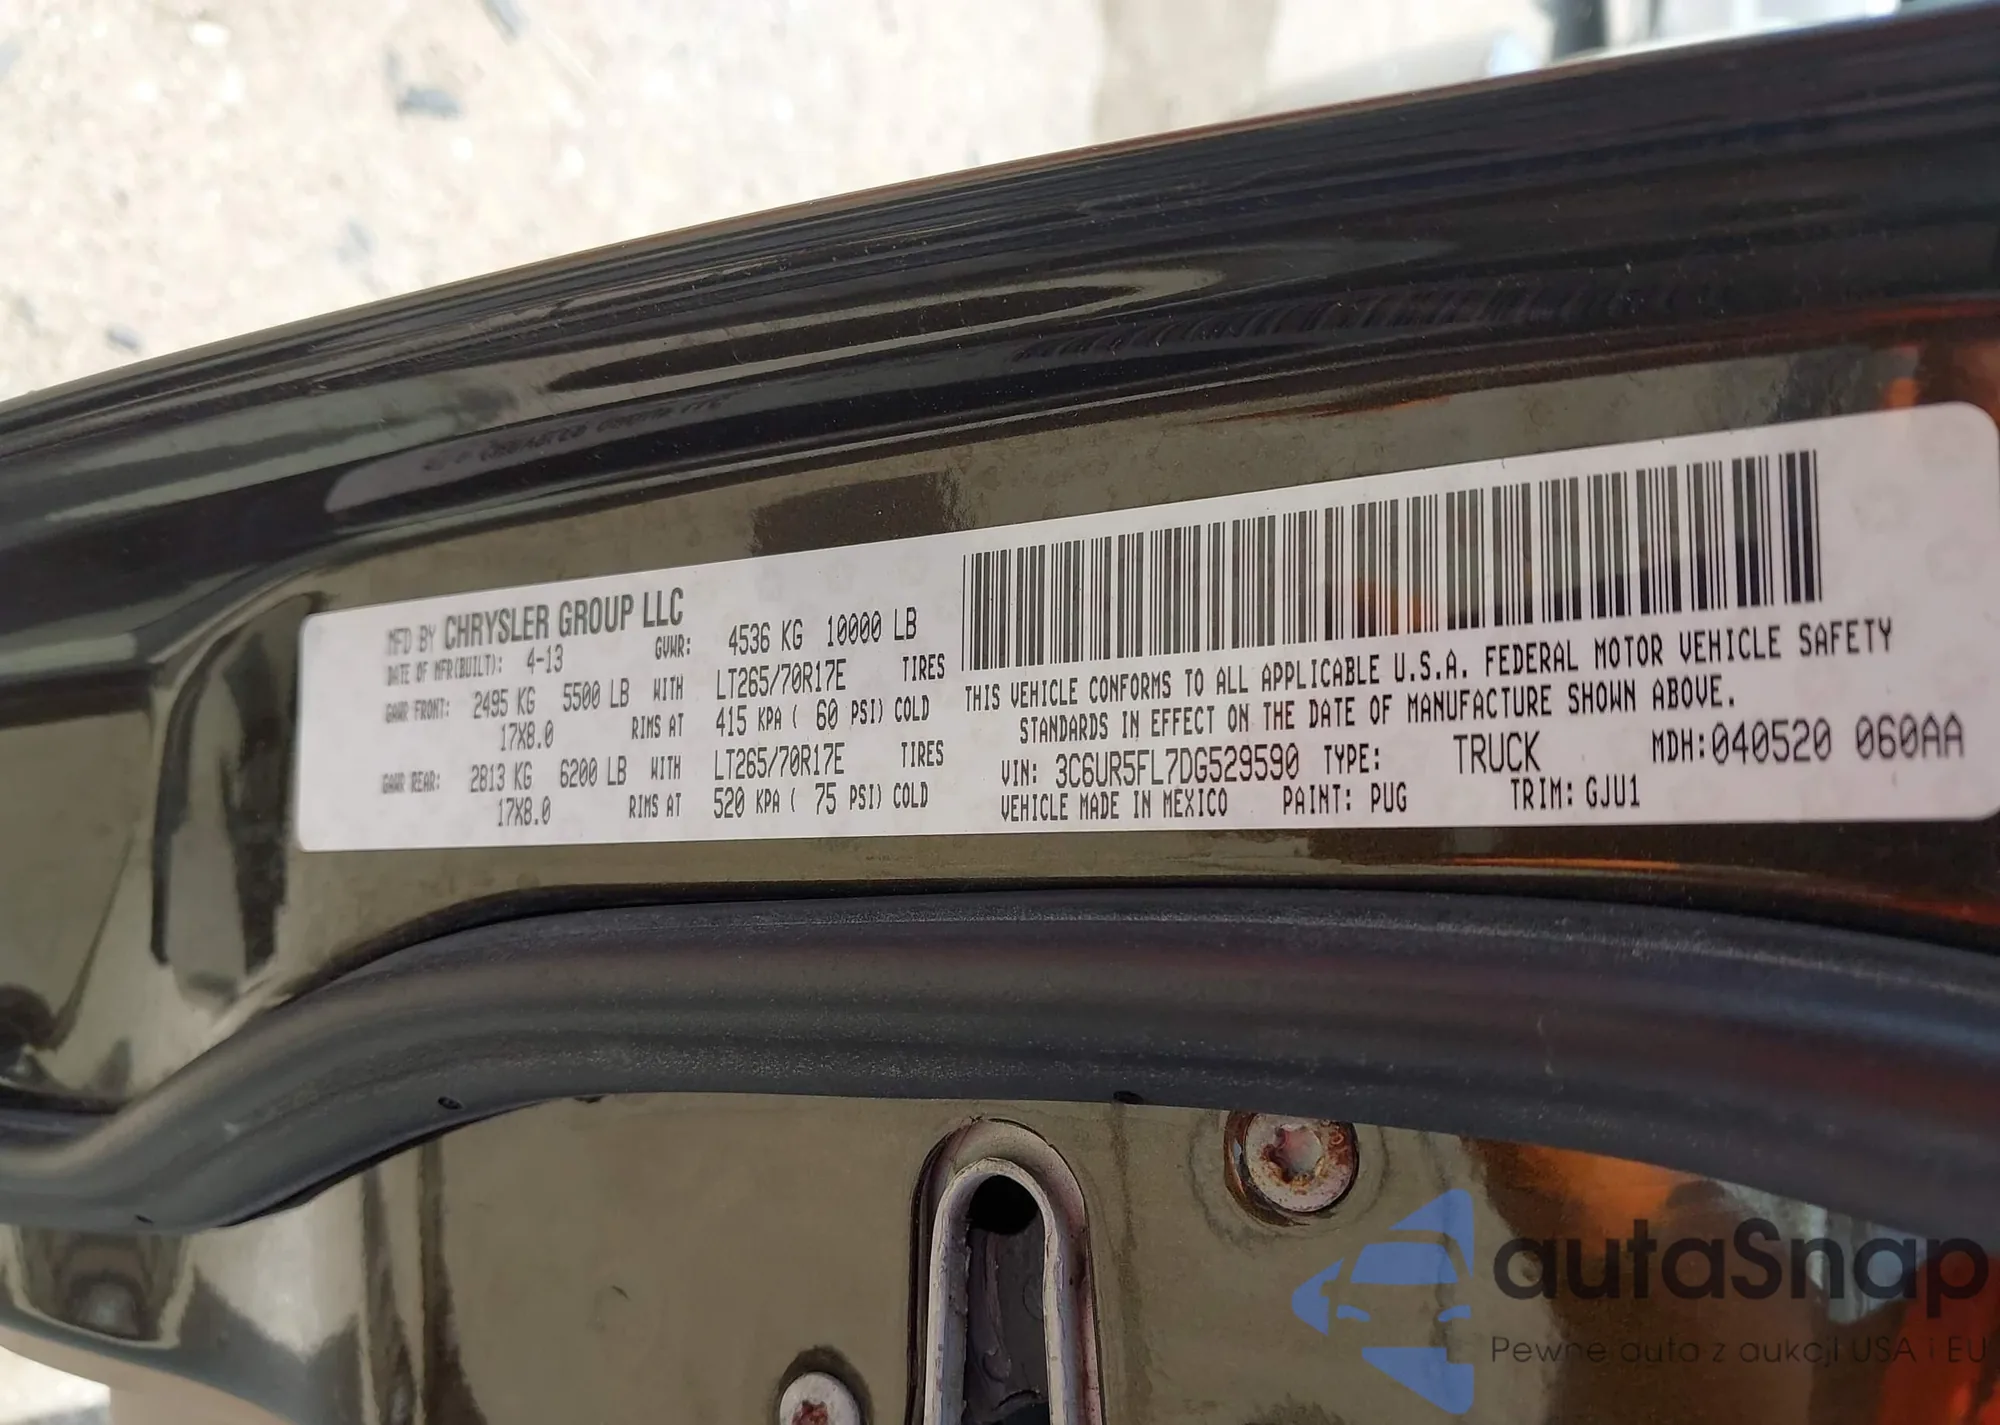 MFD BY CHRYSLER GROUP LLC
DATE OF MFR(BUILT): 4-13 GVWR: 4536 KG 10000 LB
GAWR FRONT: 2495 KG 5500 LB WITH LT265/70R17E TIRES
17X8.0 RIMS AT 415 KPA ( 60 PSI) COLD
GAWR REAR: 2813 KG 6200 LB WITH LT265/70R17E TIRES
17X8.0 RIMS AT 520 KPA ( 75 PSI) COLD
THIS VEHICLE CONFORMS TO ALL APPLICABLE U.S.A. FEDERAL MOTOR VEHICLE SAFETY
STANDARDS IN EFFECT ON THE DATE OF MANUFACTURE SHOWN ABOVE.
VIN: 3C6UR5FL7DG529590 TYPE: TRUCK MDH:040520 060AA
VEHICLE MADE IN MEXICO PAINT: PUG TRIM: GJU1
autaSnap
Pewne auto z aukcji USA i EU